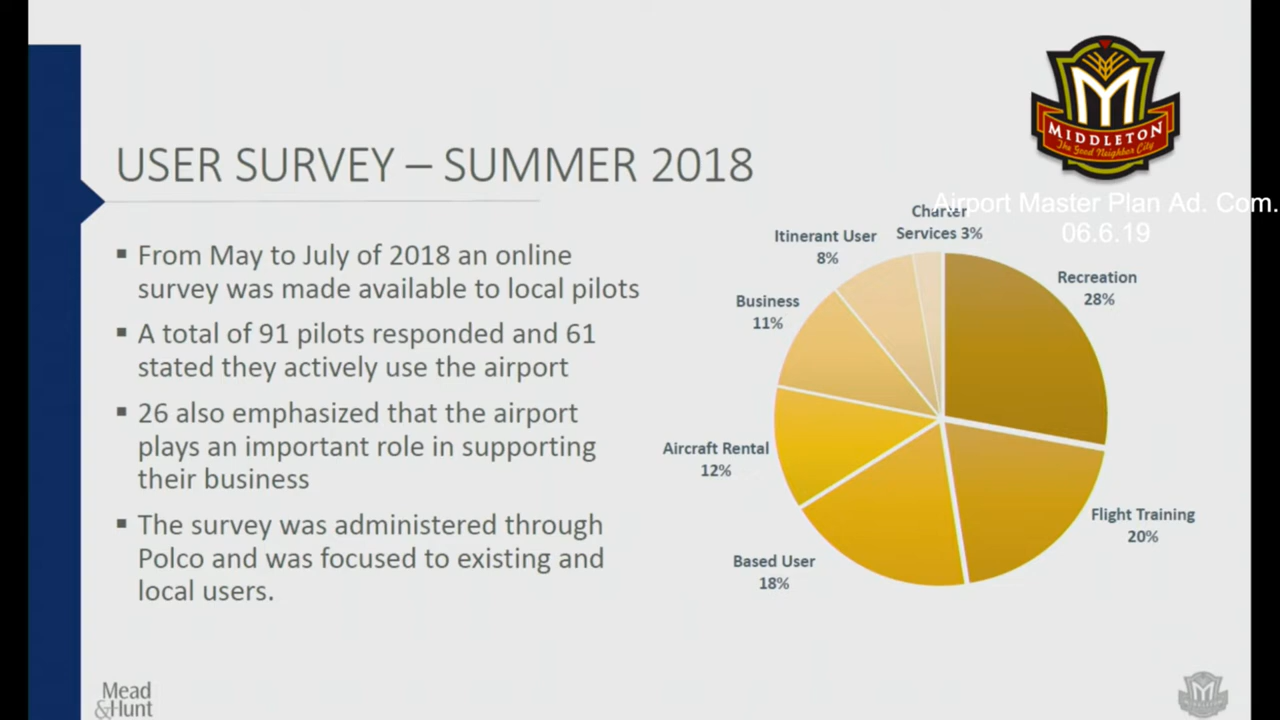 MIDDLETON
The Good Neighbor City
USER SURVEY – SUMMER 2018
Airport Master Plan Ad. Com.
06.6.19
▪ From May to July of 2018 an online
survey was made available to local pilots
▪ A total of 91 pilots responded and 61
stated they actively use the airport
▪ 26 also emphasized that the airport
plays an important role in supporting
their business
▪ The survey was administered through
Polco and was focused to existing and
local users.
Charter
Services 3%
Itinerant User
8%
Recreation
28%
Business
11%
Aircraft Rental
12%
Flight Training
20%
Based User
18%
Mead
&Hunt
MIDDLETON